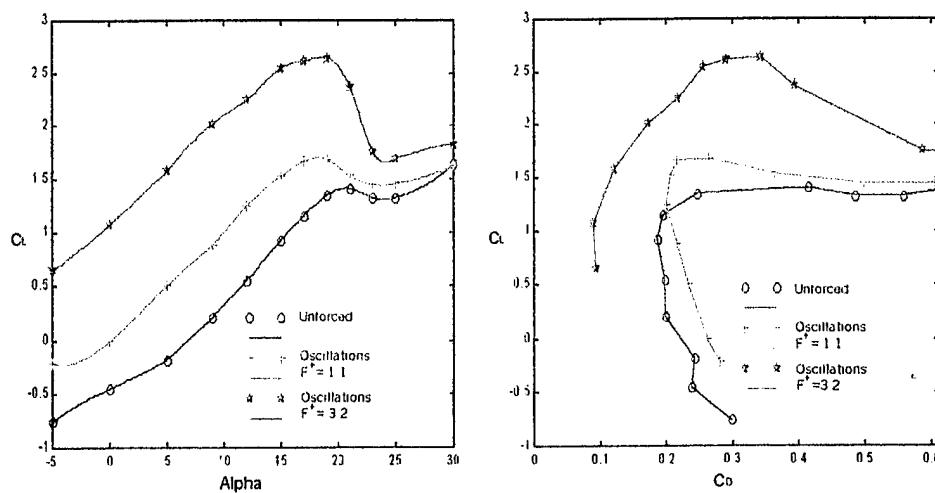 3
2.5
2
1.5
CL
1
0.5
0
-0.5
-1
-5
0
5
10
15
20
25
30
Alpha
Unforced
Oscillations
F+ = 1 1
Oscillations
F+ = 3 2
3
2 5
2
1.5
CL
1
0.5
0
-0.5
-1
0
0.1
0.2
0.3
0.4
0.5
0.6
CD
Unforced
Oscillations
F+ = 1 1
Oscillations
F+ = 3 2